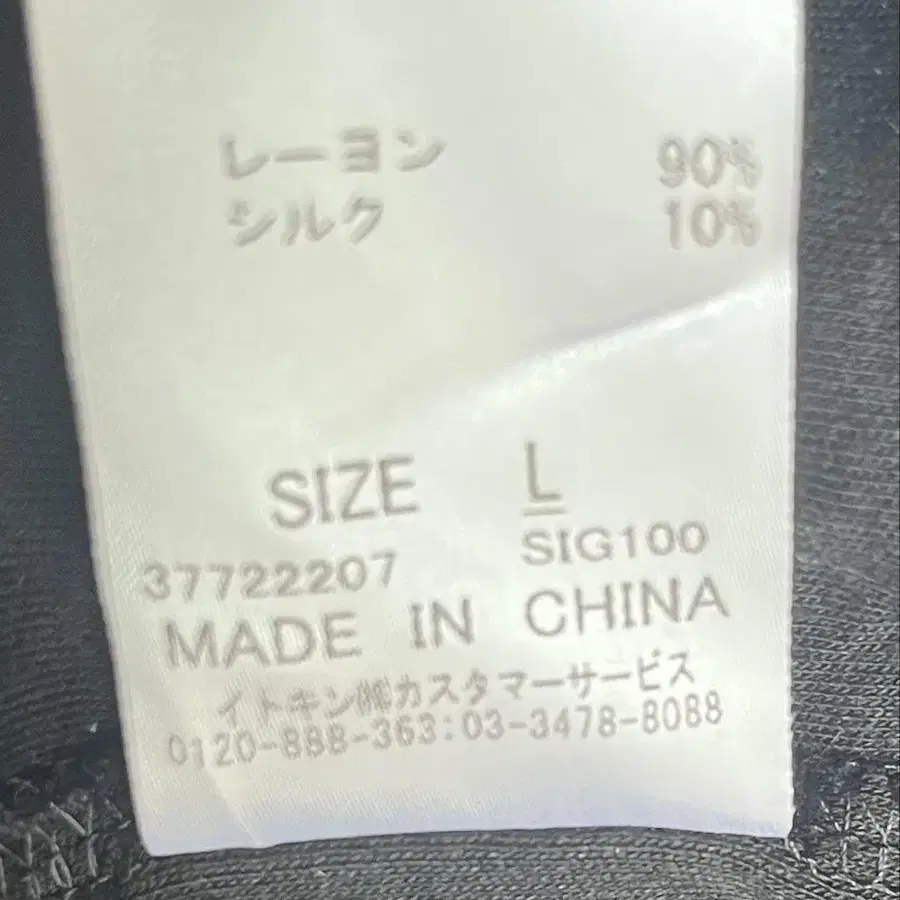 レーヨン 90%
シルク 10%
SIZE L
37722207 SIG100
MADE IN CHINA
イトキン㈱カスタマーサービス
0120-888-363:03-3478-8088